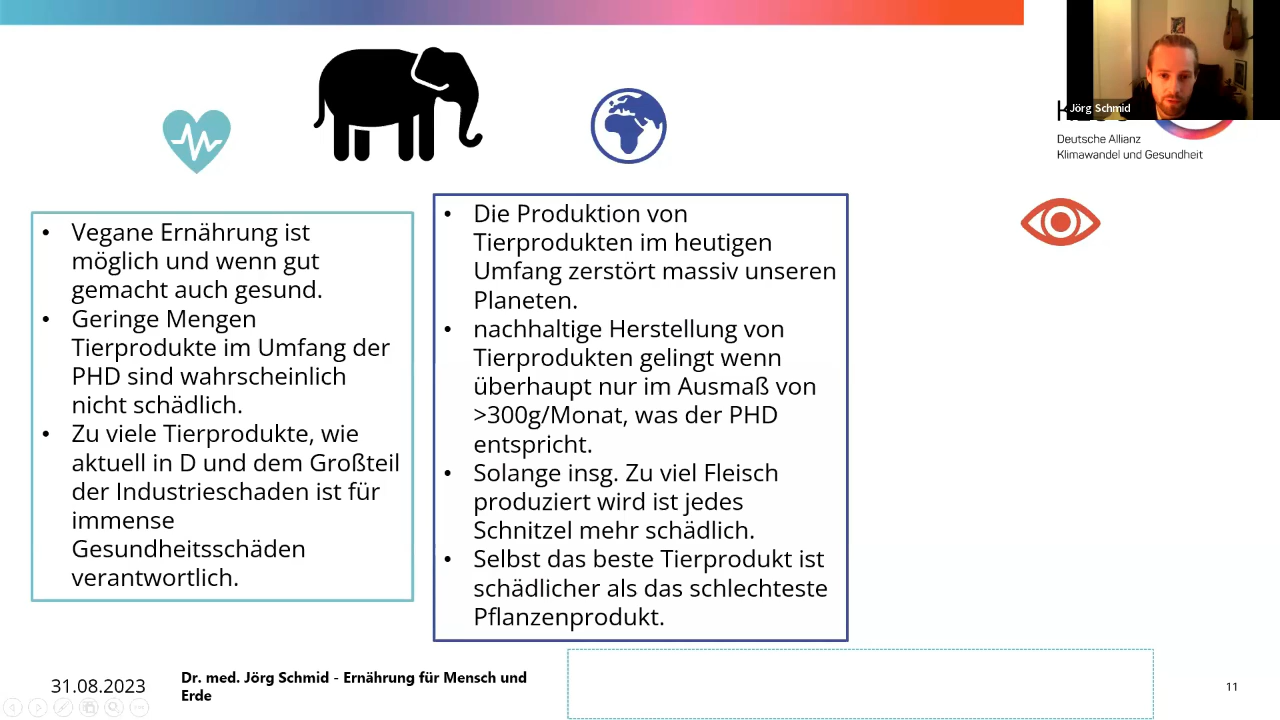 Jörg Schmid
Deutsche Allianz
Klimawandel und Gesundheit
• Vegane Ernährung ist
möglich und wenn gut
gemacht auch gesund.
• Geringe Mengen
Tierprodukte im Umfang der
PHD sind wahrscheinlich
nicht schädlich.
• Zu viele Tierprodukte, wie
aktuell in D und dem Großteil
der Industrieschaden ist für
immense
Gesundheitsschäden
verantwortlich.
• Die Produktion von
Tierprodukten im heutigen
Umfang zerstört massiv unseren
Planeten.
• nachhaltige Herstellung von
Tierprodukten gelingt wenn
überhaupt nur im Ausmaß von
>300g/Monat, was der PHD
entspricht.
• Solange insg. Zu viel Fleisch
produziert wird ist jedes
Schnitzel mehr schädlich.
• Selbst das beste Tierprodukt ist
schädlicher als das schlechteste
Pflanzenprodukt.
31.08.2023
Dr. med. Jörg Schmid - Ernährung für Mensch und
Erde
11